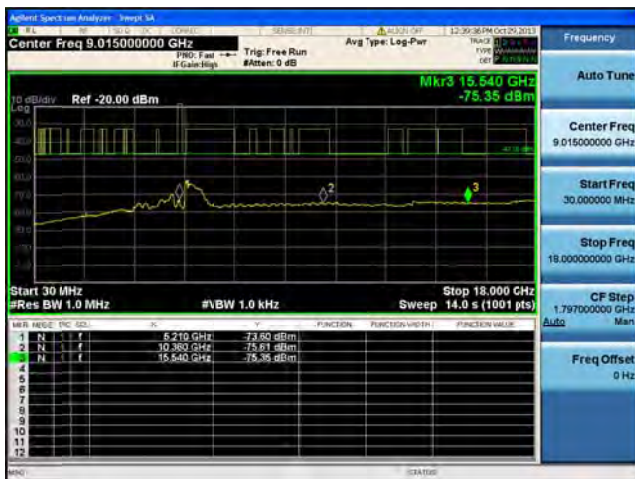 Agilent Spectrum Analyzer - Swept SA
Center Freq 9.015000000 GHz
PNO: Fast
IFGain:High
Trig: Free Run
#Atten: 0 dB
Avg Type: Log-Pwr
12:39:36 PM Oct 29, 2013
TRACE
TYPE
DET
Frequency
Mkr3 15.540 GHz
-75.35 dBm
10 dB/div Ref -20.00 dBm
Log
2
3
Start 30 MHz
#Res BW 1.0 MHz
#VBW 1.0 kHz
Stop 18.000 GHz
Sweep 14.0 s (1001 pts)
FUNCTION FUNCTION WIDTH FUNCTION VALUE
1 N 1 f 5.210 GHz -73.60 dBm
2 N 1 f 10.360 GHz -75.61 dBm
3 N 1 f 15.540 GHz -75.35 dBm
4
5
6
7
8
9
10
11
12
MSG
STATUS
Auto Tune
Center Freq
9.015000000 GHz
Start Freq
30.000000 MHz
Stop Freq
18.000000000 GHz
CF Step
1.797000000 GHz
Auto Man
Freq Offset
0 Hz